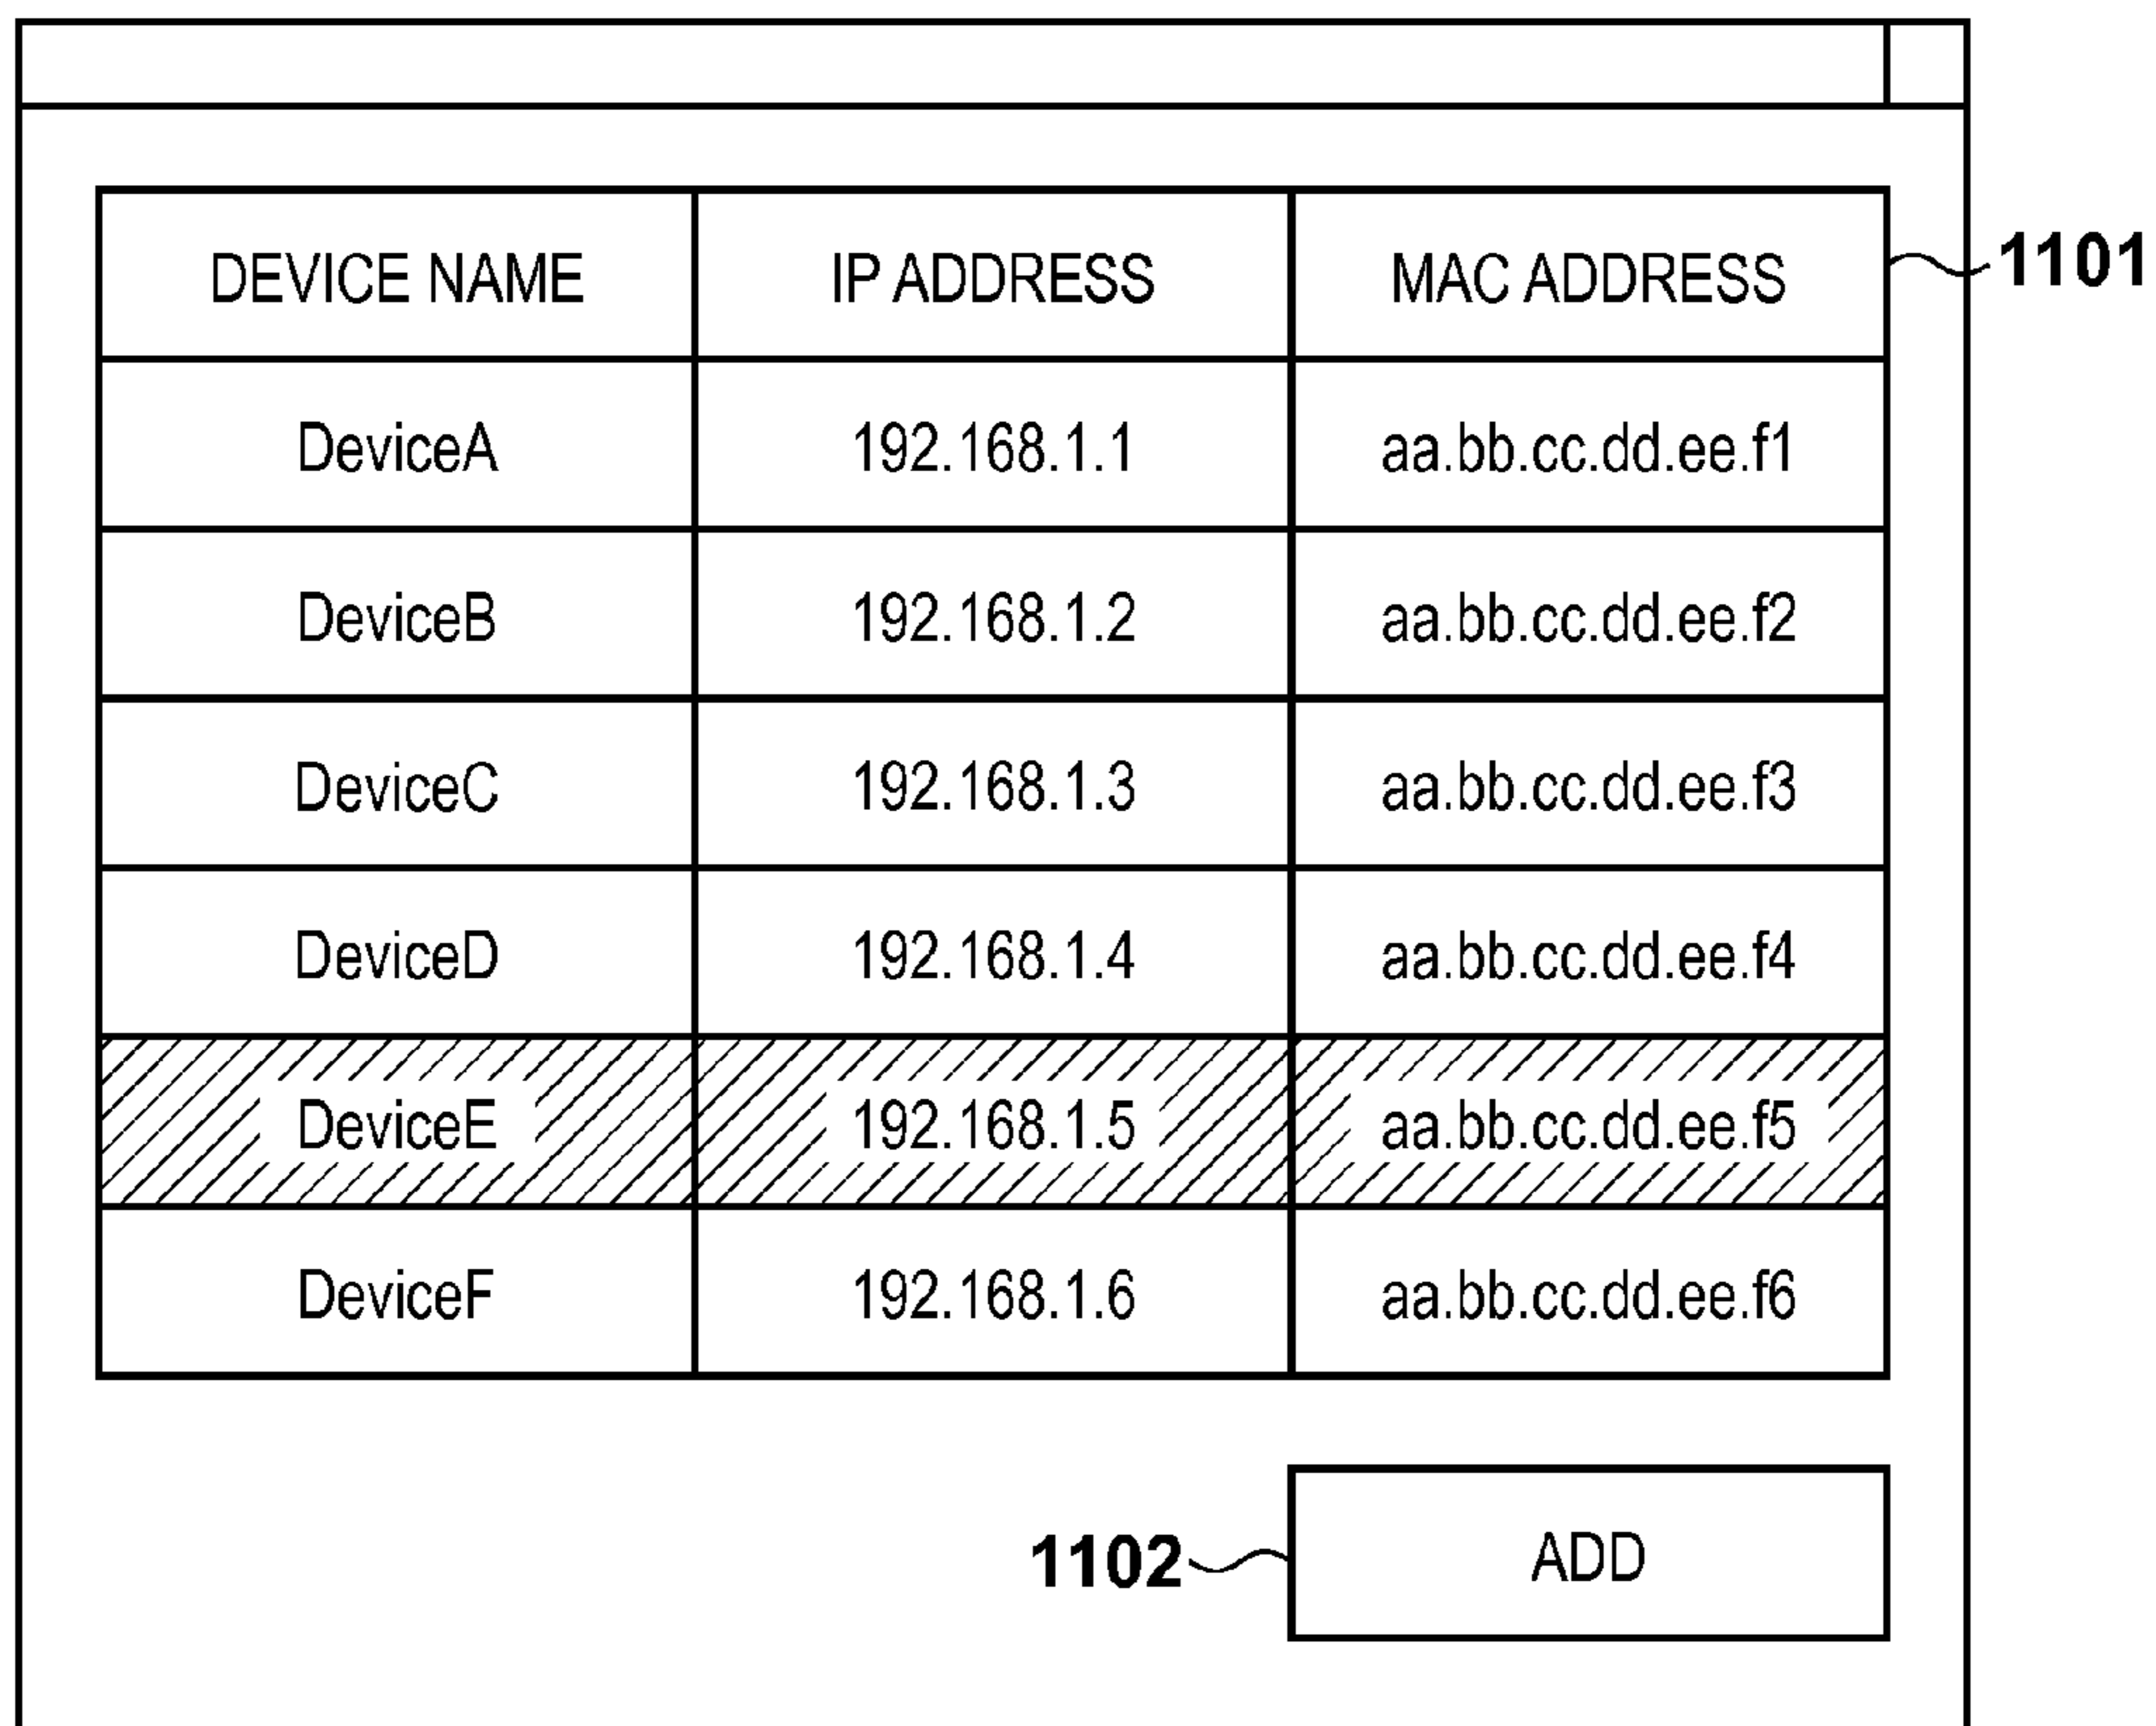 DEVICE NAME IP ADDRESS MAC ADDRESS 1101
DeviceA 192.168.1.1 aa.bb.cc.dd.ee.f1
DeviceB 192.168.1.2 aa.bb.cc.dd.ee.f2
DeviceC 192.168.1.3 aa.bb.cc.dd.ee.f3
DeviceD 192.168.1.4 aa.bb.cc.dd.ee.f4
DeviceE 192.168.1.5 aa.bb.cc.dd.ee.f5
DeviceF 192.168.1.6 aa.bb.cc.dd.ee.f6
1102 ADD